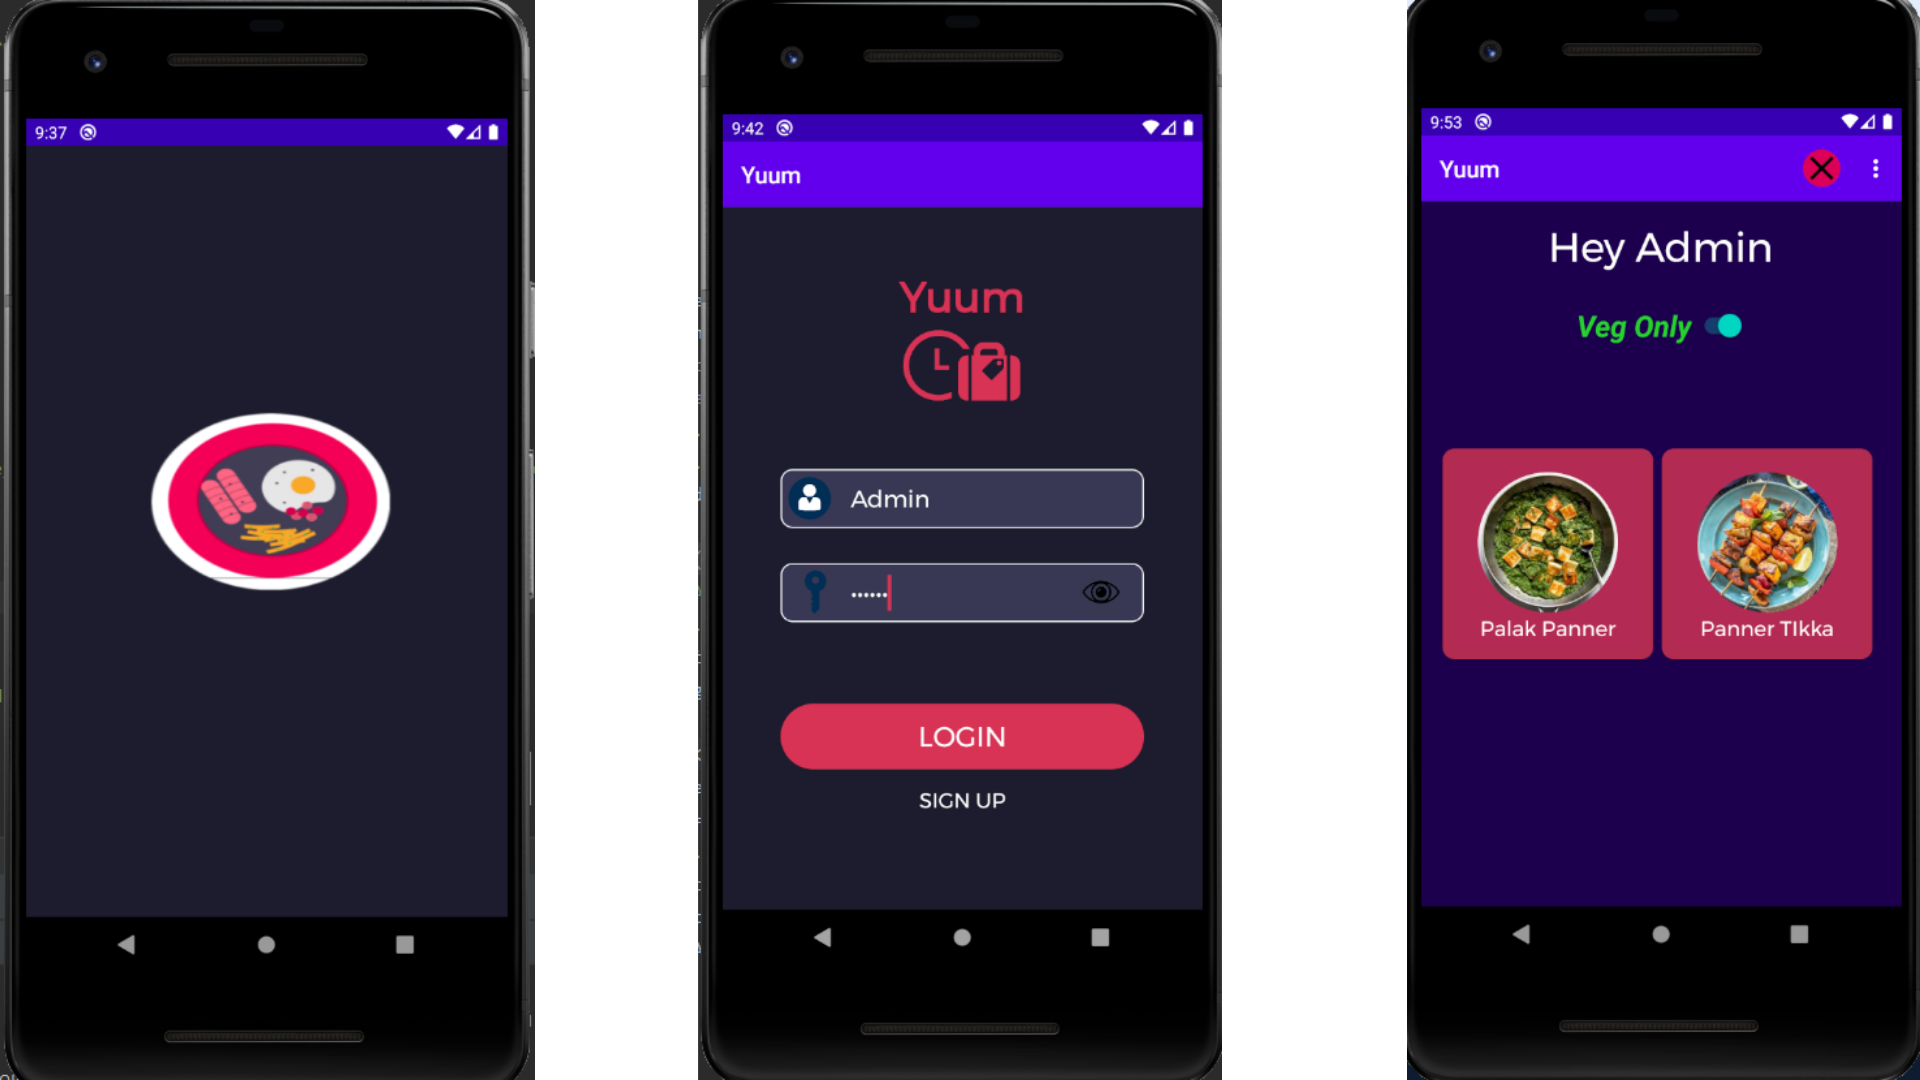 9:37
9:42
Yuum
Yuum
Admin
••••••
LOGIN
SIGN UP
9:53
Yuum
Hey Admin
Veg Only
Palak Panner
Panner TIkka